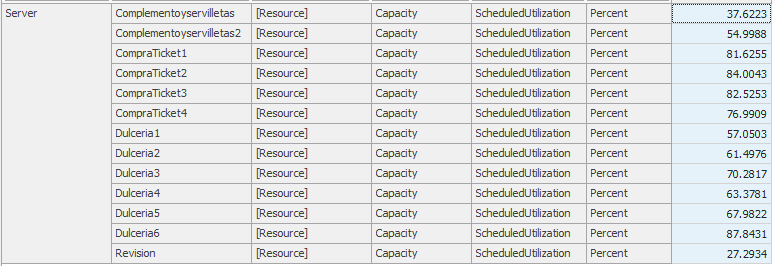 Server Complementoyservilletas [Resource] Capacity ScheduledUtilization Percent 37.6223
Complementoyservilletas2 [Resource] Capacity ScheduledUtilization Percent 54.9988
CompraTicket1 [Resource] Capacity ScheduledUtilization Percent 81.6255
CompraTicket2 [Resource] Capacity ScheduledUtilization Percent 84.0043
CompraTicket3 [Resource] Capacity ScheduledUtilization Percent 82.5253
CompraTicket4 [Resource] Capacity ScheduledUtilization Percent 76.9909
Dulceria1 [Resource] Capacity ScheduledUtilization Percent 57.0503
Dulceria2 [Resource] Capacity ScheduledUtilization Percent 61.4976
Dulceria3 [Resource] Capacity ScheduledUtilization Percent 70.2817
Dulceria4 [Resource] Capacity ScheduledUtilization Percent 63.3781
Dulceria5 [Resource] Capacity ScheduledUtilization Percent 67.9822
Dulceria6 [Resource] Capacity ScheduledUtilization Percent 87.8431
Revision [Resource] Capacity ScheduledUtilization Percent 27.2934